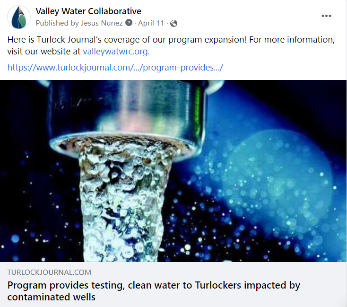 Valley Water Collaborative
Published by Jesus Nunez · April 11 ·
Here is Turlock Journal's coverage of our program expansion! For more information,
visit our website at valleywatwrc.org.
https://www.turlockjournal.com/.../program-provides.../
TURLOCKJOURNAL.COM
Program provides testing, clean water to Turlockers impacted by
contaminated wells